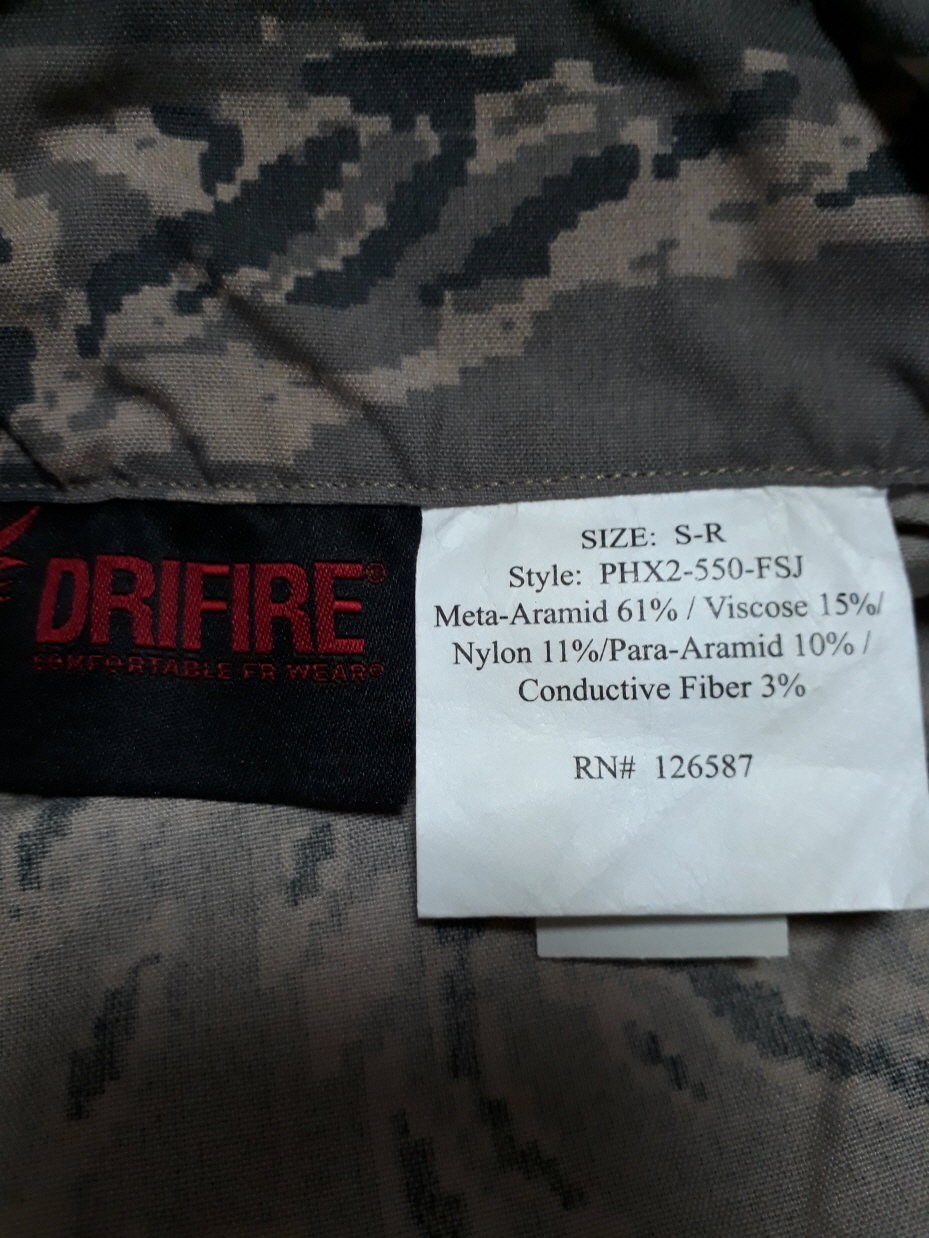 DRIFIRE®
COMFORTABLE FR WEAR®
SIZE: S-R
Style: PHX2-550-FSJ
Meta-Aramid 61% / Viscose 15%/
Nylon 11%/Para-Aramid 10% /
Conductive Fiber 3%
RN# 126587